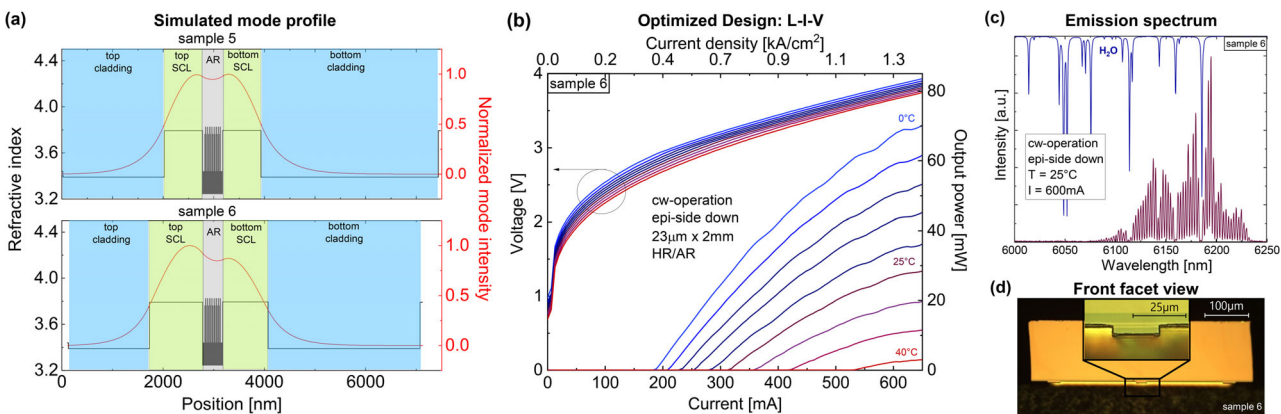 (a)
Simulated mode profile
sample 5
top
cladding
top
SCL
AR
bottom
SCL
bottom
cladding
4.4
4.0
3.6
3.2
1.0
0.5
0.0
sample 6
top
cladding
top
SCL
AR
bottom
SCL
bottom
cladding
4.4
4.0
3.6
3.2
1.0
0.5
0.0
0
2000
4000
6000
Refractive index
Normalized mode intensity
Position [nm]
(b)
Optimized Design: L-I-V
Current density [kA/cm²]
0.0
0.2
0.4
0.6
0.9
1.1
1.3
sample 6
4
3
2
1
0
80
60
40
20
0
Voltage [V]
Output power [mW]
0°C
25°C
40°C
cw-operation
epi-side down
23μm x 2mm
HR/AR
0
100
200
300
400
500
600
Current [mA]
(c)
Emission spectrum
sample 6
H₂O
cw-operation
epi-side down
T = 25°C
I = 600mA
Intensity [a.u.]
6000
6050
6100
6150
6200
6250
Wavelength [nm]
(d)
Front facet view
25μm
100μm
sample 6